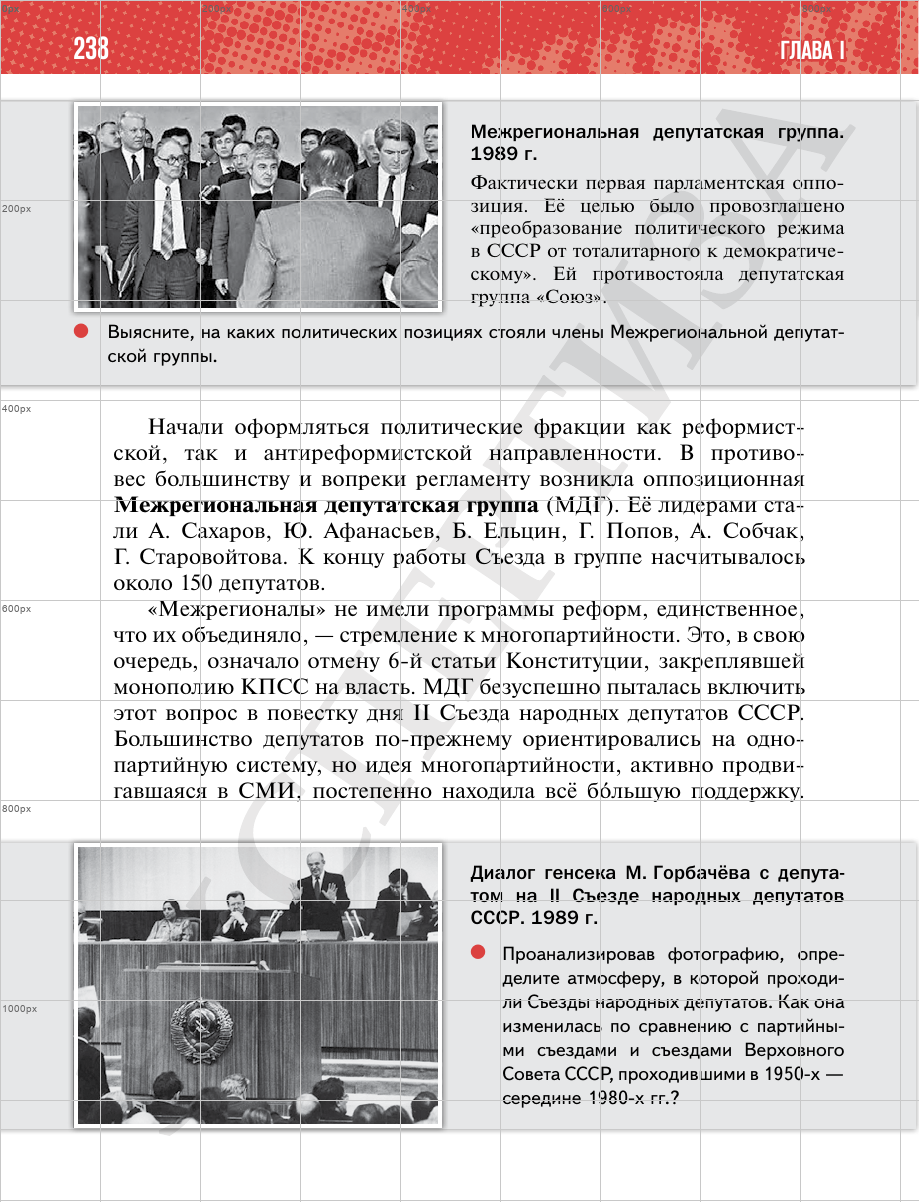 238
ГЛАВА I
Межрегиональная депутатская группа.
1989 г.
Фактически первая парламентская оппо-
зиция. Её целью было провозглашено
«преобразование политического режима
в СССР от тоталитарного к демократиче-
скому». Ей противостояла депутатская
группа «Союз».
Выясните, на каких политических позициях стояли члены Межрегиональной депутат-
ской группы.
Начали оформляться политические фракции как реформист-
ской, так и антиреформистской направленности. В противо-
вес большинству и вопреки регламенту возникла оппозиционная
Межрегиональная депутатская группа (МДГ). Её лидерами ста-
ли А. Сахаров, Ю. Афанасьев, Б. Ельцин, Г. Попов, А. Собчак,
Г. Старовойтова. К концу работы Съезда в группе насчитывалось
около 150 депутатов.
«Межрегионалы» не имели программы реформ, единственное,
что их объединяло, — стремление к многопартийности. Это, в свою
очередь, означало отмену 6-й статьи Конституции, закреплявшей
монополию КПСС на власть. МДГ безуспешно пыталась включить
этот вопрос в повестку дня II Съезда народных депутатов СССР.
Большинство депутатов по-прежнему ориентировались на одно-
партийную систему, но идея многопартийности, активно продви-
гавшаяся в СМИ, постепенно находила всё бо́льшую поддержку.
Диалог генсека М. Горбачёва с депута-
том на II Съезде народных депутатов
СССР. 1989 г.
Проанализировав фотографию, опре-
делите атмосферу, в которой проходи-
ли Съезды народных депутатов. Как она
изменилась по сравнению с партийны-
ми съездами и съездами Верховного
Совета СССР, проходившими в 1950-х —
середине 1980-х гг.?
200px
400px
600px
800px
1000px
ЭКСПЕРТИЗА